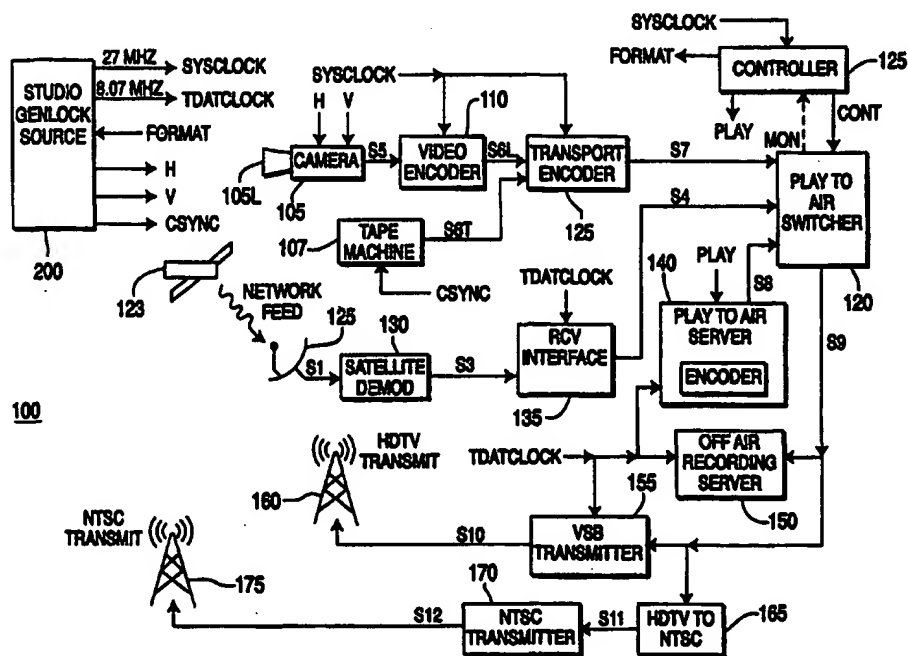 27 MHZ
SYSCLOCK
8.07 MHZ
TDATCLOCK
STUDIO
GENLOCK
SOURCE
FORMAT
H
V
CSYNC
200
SYSCLOCK
H
V
110
105L
CAMERA
105
S5
VIDEO
ENCODER
S6L
TRANSPORT
ENCODER
125
S7
107
TAPE
MACHINE
S6T
CSYNC
SYSCLOCK
FORMAT
CONTROLLER
125
PLAY
MON
CONT
S4
PLAY TO
AIR
SWITCHER
120
123
NETWORK
FEED
125
S1
130
SATELLITE
DEMOD
S3
TDATCLOCK
RCV
INTERFACE
135
PLAY
140
S8
S9
PLAY TO AIR
SERVER
ENCODER
100
HDTV
TRANSMIT
160
TDATCLOCK
OFF AIR
RECORDING
SERVER
150
155
S10
VSB
TRANSMITTER
NTSC
TRANSMIT
175
170
S12
NTSC
TRANSMITTER
S11
HDTV TO
NTSC
165